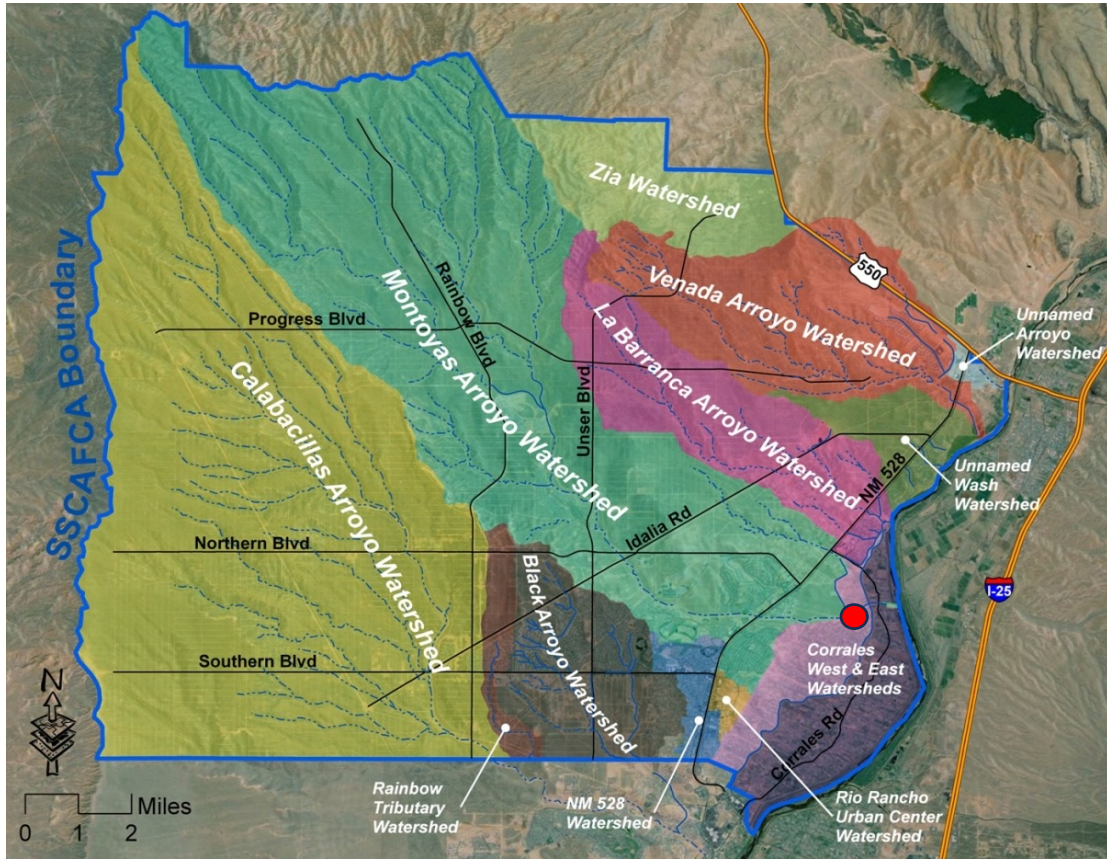 SSCAFCA Boundary
Zia Watershed
550
Venada Arroyo Watershed
Unnamed
Arroyo
Watershed
Rainbow Blvd
Progress Blvd
Montoyas Arroyo Watershed
La Barranca Arroyo Watershed
Unser Blvd
Calabacillas Arroyo Watershed
NM 528
Unnamed
Wash
Watershed
Idalia Rd
Northern Blvd
Black Arroyo Watershed
I-25
Southern Blvd
Corrales
West & East
Watersheds
Corrales Rd
N
Rainbow
Tributary
Watershed
NM 528
Watershed
Rio Rancho
Urban Center
Watershed
Miles
0 1 2